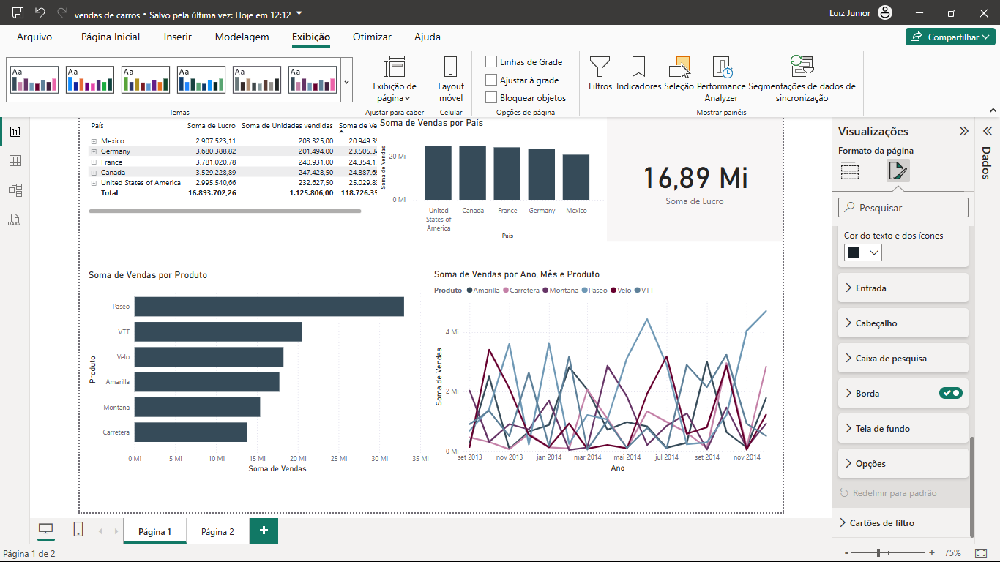 vendas de carros • Salvo pela última vez: Hoje em 12:12
Luiz Junior
Arquivo Página Inicial Inserir Modelagem Exibição Otimizar Ajuda
Compartilhar
Aa Aa Aa Aa Aa Aa
Temas
Exibição de página
Ajustar para caber
Layout móvel
Celular
Linhas de Grade
Ajustar à grade
Bloquear objetos
Opções de página
Filtros
Indicadores
Seleção
Performance Analyzer
Segmentações de dados de sincronização
Mostrar painéis
País Soma de Lucro Soma de Unidades vendidas Soma de Ve
Mexico 2.907.523,11 203.325,00 20.949.35
Germany 3.680.388,82 201.494,00 23.505.34
France 3.781.020,78 240.931,00 24.354.17
Canada 3.529.228,89 247.428,50 24.887.65
United States of America 2.995.540,66 232.627,50 25.029.83
Total 16.893.702,26 1.125.806,00 118.726.35
Soma de Vendas por País
Soma de Vendas
20 Mi
0 Mi
United States of America
Canada
France
Germany
Mexico
País
16,89 Mi
Soma de Lucro
Soma de Vendas por Produto
Produto
Paseo
VTT
Velo
Amarilla
Montana
Carretera
0 Mi 5 Mi 10 Mi 15 Mi 20 Mi 25 Mi 30 Mi 35 Mi
Soma de Vendas
Soma de Vendas por Ano, Mês e Produto
Produto Amarilla Carretera Montana Paseo Velo VTT
Soma de Vendas
4 Mi
2 Mi
0 Mi
set 2013 nov 2013 jan 2014 mar 2014 mai 2014 jul 2014 set 2014 nov 2014
Ano
Visualizações
Formato da página
Pesquisar
Cor do texto e dos ícones
Entrada
Cabeçalho
Caixa de pesquisa
Borda
Tela de fundo
Opções
Redefinir para padrão
Cartões de filtro
Dados
DAX
Página 1 Página 2 +
Página 1 de 2
- + 75%